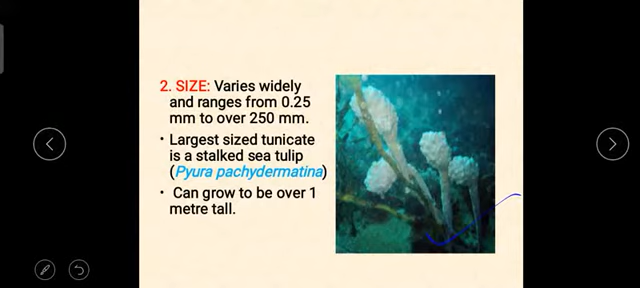 2. SIZE: Varies widely
and ranges from 0.25
mm to over 250 mm.
• Largest sized tunicate
is a stalked sea tulip
(Pyura pachydermatina)
• Can grow to be over 1
metre tall.